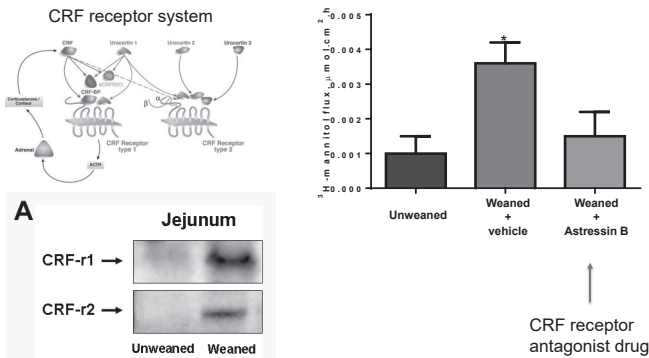 CRF receptor system
CRF
Urocortin 1
Urocortin 2
Urocortin 3
sCRFR2α
CRF-BP
α
β
Corticosterone /
Cortisol
CRF Receptor
type 1
CRF Receptor
type 2
Adrenal
ACTH
A
Jejunum
CRF-r1
CRF-r2
Unweaned Weaned
³H-mannitol flux, μmol.cm² h
0.005
0.004
0.003
0.002
0.001
0.000
*
Unweaned
Weaned
+
vehicle
Weaned
+
Astressin B
CRF receptor
antagonist drug